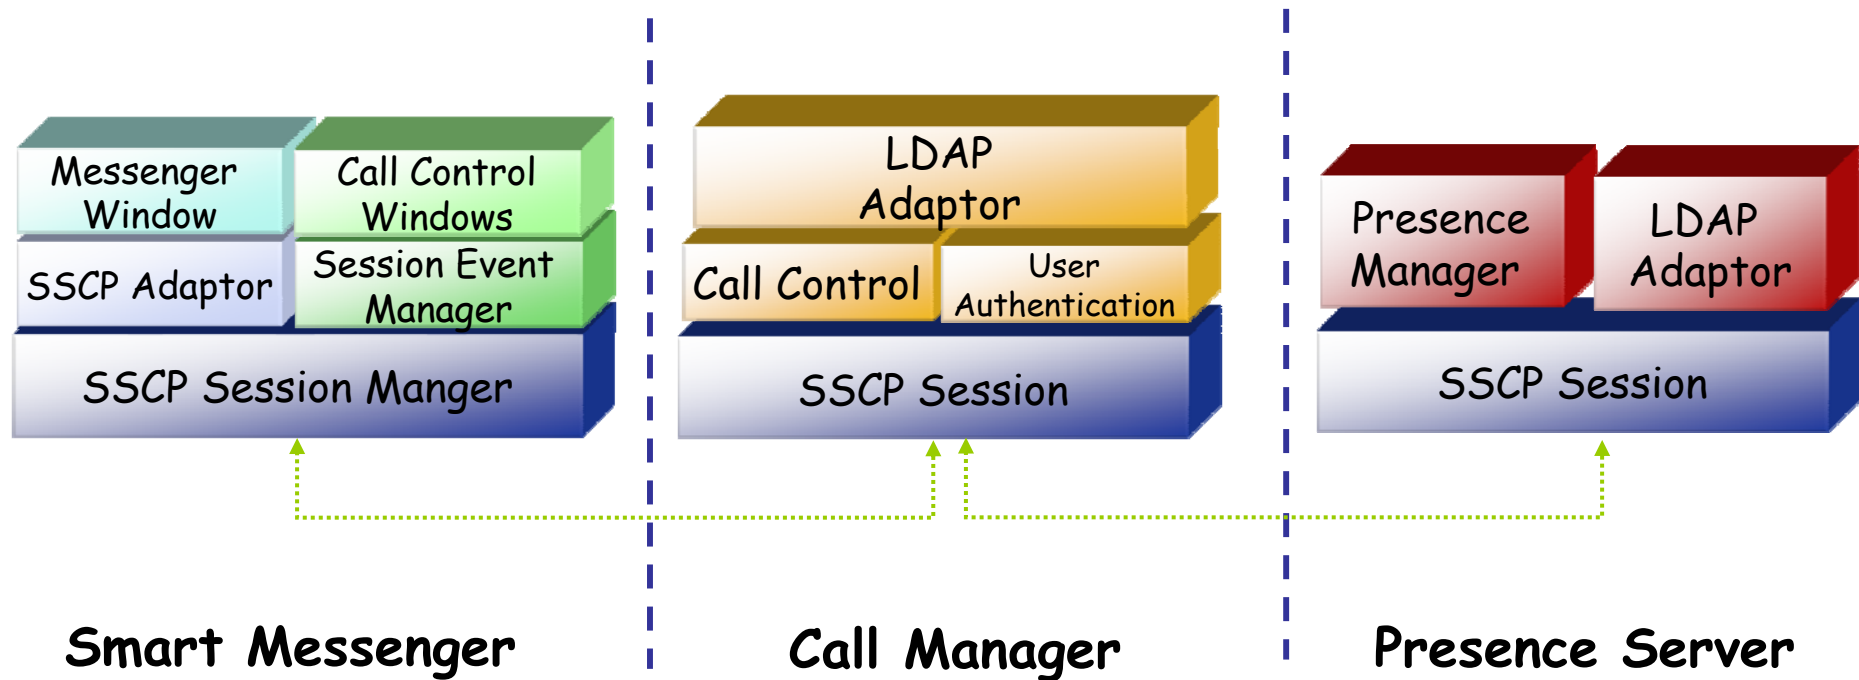 Messenger
Window
Call Control
Windows
SSCP Adaptor
Session Event
Manager
SSCP Session Manger
LDAP
Adaptor
Call Control
User
Authentication
SSCP Session
Presence
Manager
LDAP
Adaptor
SSCP Session
Smart Messenger
Call Manager
Presence Server